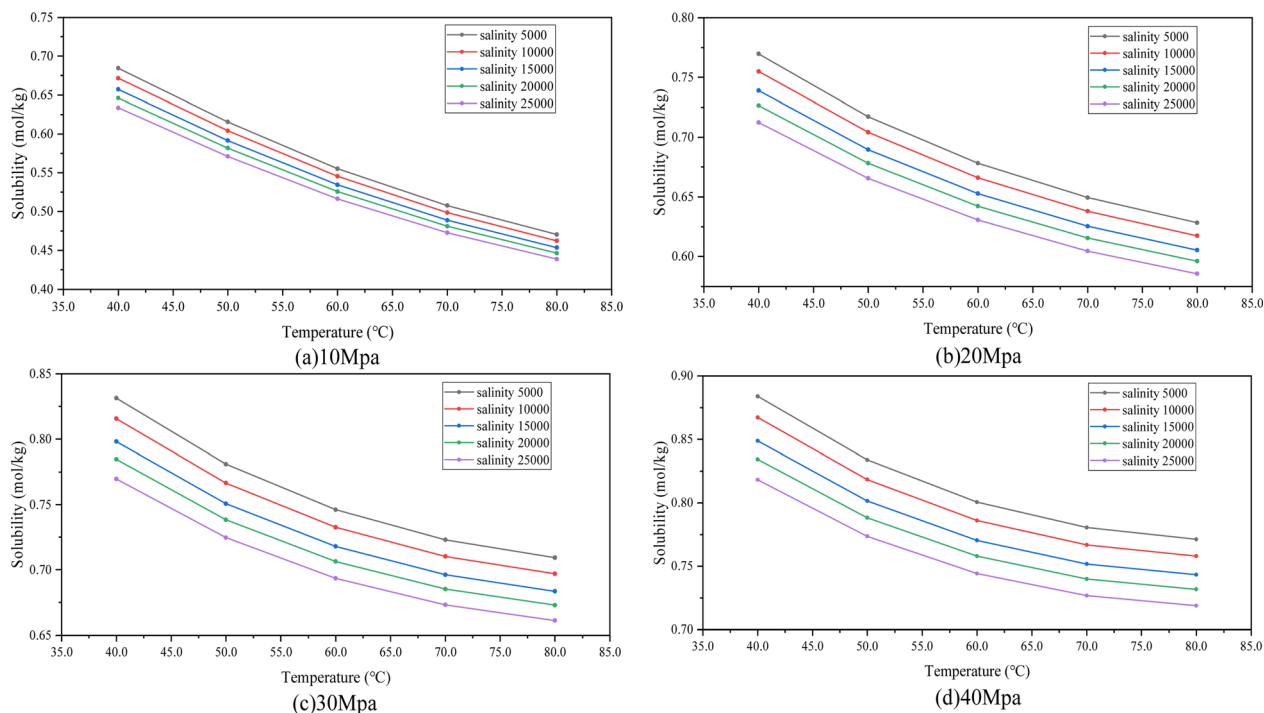 0.75
0.70
0.65
0.60
0.55
0.50
0.45
0.40
Solubility (mol/kg)
salinity 5000
salinity 10000
salinity 15000
salinity 20000
salinity 25000
35.0 40.0 45.0 50.0 55.0 60.0 65.0 70.0 75.0 80.0 85.0
Temperature (℃)
(a)10Mpa
0.80
0.75
0.70
0.65
0.60
Solubility (mol/kg)
salinity 5000
salinity 10000
salinity 15000
salinity 20000
salinity 25000
35.0 40.0 45.0 50.0 55.0 60.0 65.0 70.0 75.0 80.0 85.0
Temperature (℃)
(b)20Mpa
0.85
0.80
0.75
0.70
0.65
Solubility (mol/kg)
salinity 5000
salinity 10000
salinity 15000
salinity 20000
salinity 25000
35.0 40.0 45.0 50.0 55.0 60.0 65.0 70.0 75.0 80.0 85.0
Temperature (℃)
(c)30Mpa
0.90
0.85
0.80
0.75
0.70
Solubility (mol/kg)
salinity 5000
salinity 10000
salinity 15000
salinity 20000
salinity 25000
35.0 40.0 45.0 50.0 55.0 60.0 65.0 70.0 75.0 80.0 85.0
Temperature (℃)
(d)40Mpa